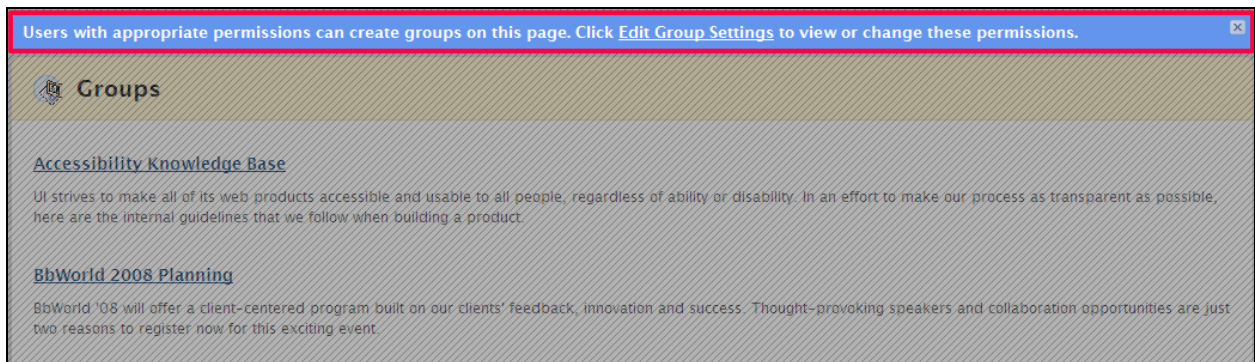 Users with appropriate permissions can create groups on this page. Click Edit Group Settings to view or change these permissions.
Groups
Accessibility Knowledge Base
UI strives to make all of its web products accessible and usable to all people, regardless of ability or disability. In an effort to make our process as transparent as possible,
here are the internal guidelines that we follow when building a product.
BbWorld 2008 Planning
BbWorld '08 will offer a client-centered program built on our clients' feedback, innovation and success. Thought-provoking speakers and collaboration opportunities are just
two reasons to register now for this exciting event.